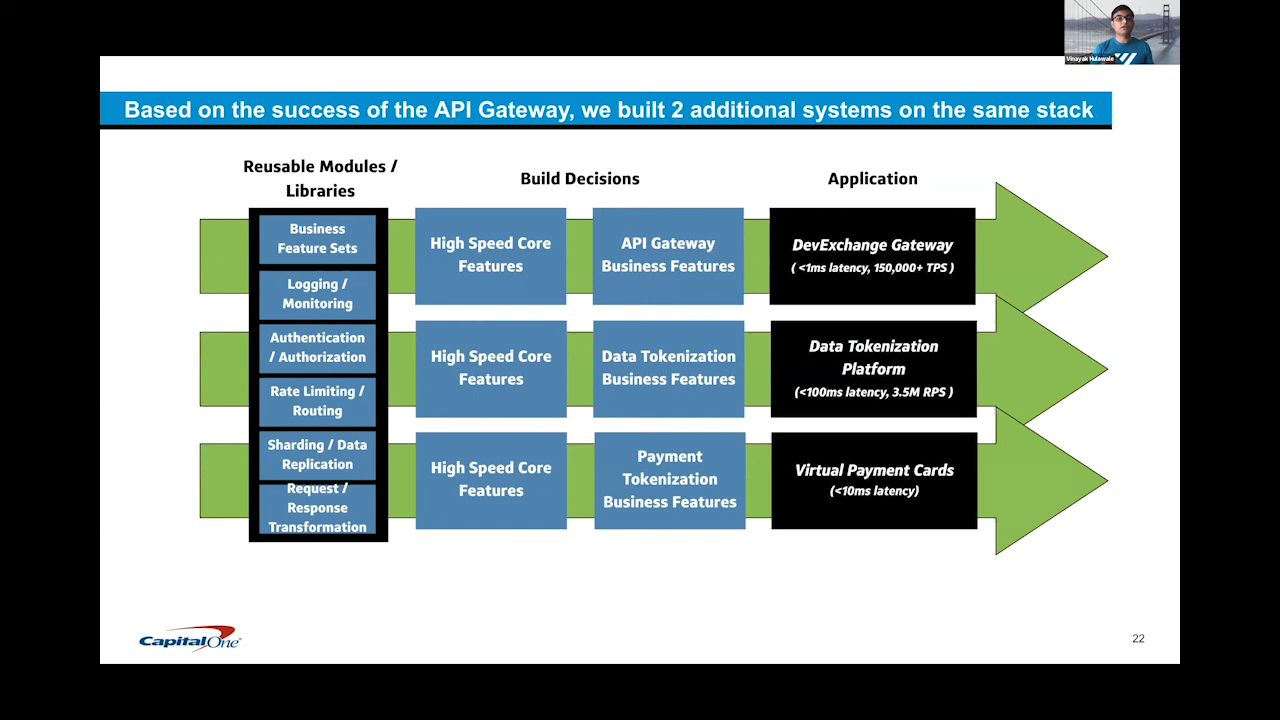 Vinayak Hulawale
Based on the success of the API Gateway, we built 2 additional systems on the same stack
Reusable Modules /
Libraries
Build Decisions
Application
Business
Feature Sets
Logging /
Monitoring
Authentication
/ Authorization
Rate Limiting /
Routing
Sharding / Data
Replication
Request /
Response
Transformation
High Speed Core
Features
API Gateway
Business Features
DevExchange Gateway
( <1ms latency, 150,000+ TPS )
High Speed Core
Features
Data Tokenization
Business Features
Data Tokenization
Platform
(<100ms latency, 3.5M RPS )
High Speed Core
Features
Payment
Tokenization
Business Features
Virtual Payment Cards
(<10ms latency)
CapitalOne
22